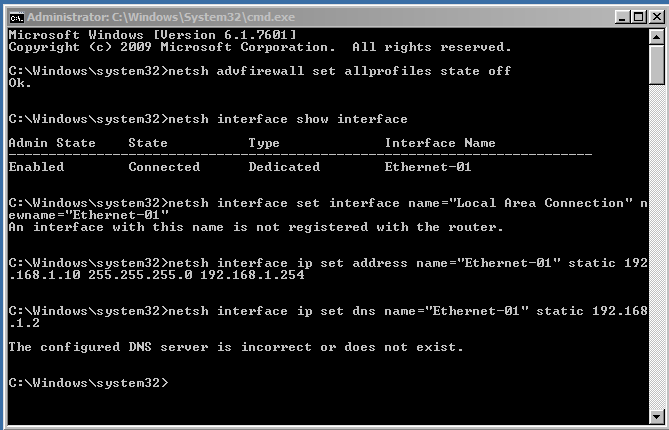 Administrator: C:\Windows\System32\cmd.exe
Microsoft Windows [Version 6.1.7601]
Copyright (c) 2009 Microsoft Corporation.  All rights reserved.
C:\Windows\system32>netsh advfirewall set allprofiles state off
Ok.
C:\Windows\system32>netsh interface show interface
Admin State    State          Type             Interface Name
-------------------------------------------------------------------------
Enabled        Connected      Dedicated        Ethernet-01
C:\Windows\system32>netsh interface set interface name="Local Area Connection" n
ewname="Ethernet-01"
An interface with this name is not registered with the router.
C:\Windows\system32>netsh interface ip set address name="Ethernet-01" static 192
.168.1.10 255.255.255.0 192.168.1.254
C:\Windows\system32>netsh interface ip set dns name="Ethernet-01" static 192.168
.1.2
The configured DNS server is incorrect or does not exist.
C:\Windows\system32>